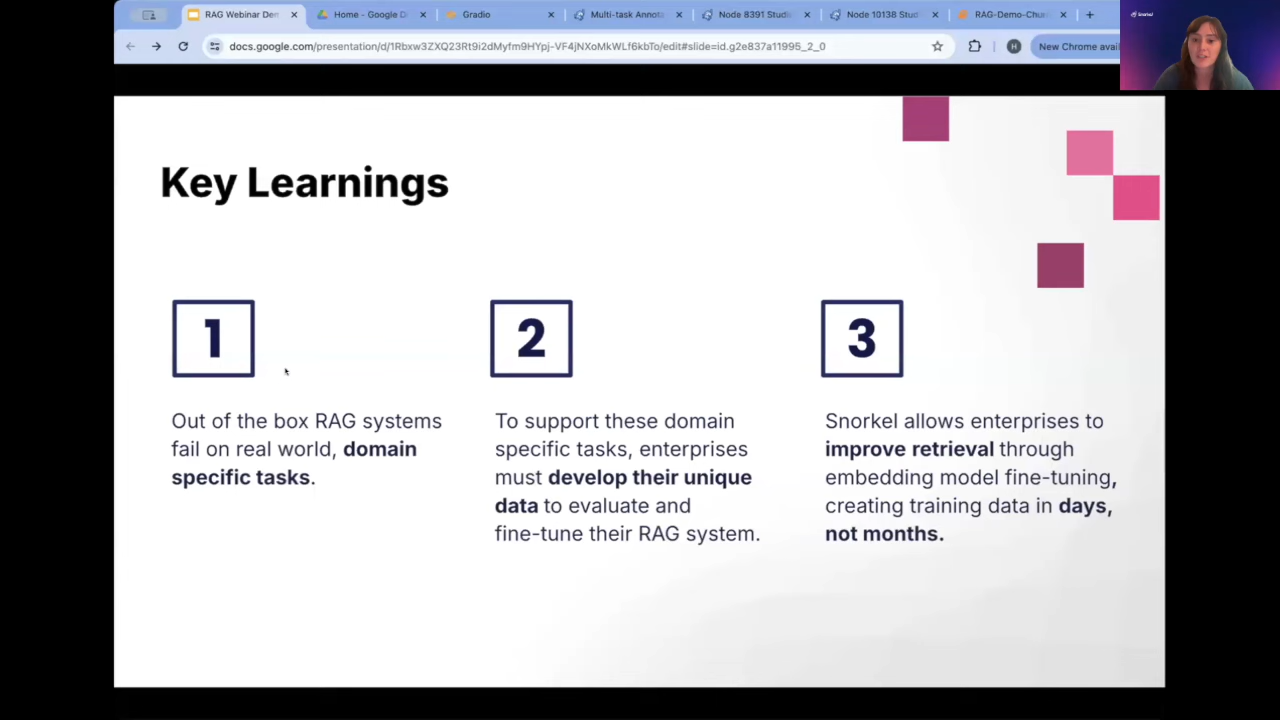 RAG Webinar Den
Home - Google D
Gradio
Multi-task Annota
Node 8391 Studi
Node 10138 Stud
RAG-Demo-Chu
docs.google.com/presentation/d/1Rbxw3ZXQ23Rt9i2dMyfm9HYpj-VF4jNXoMkWLf6kbTo/edit#slide=id.g2e837a11995_2_0
H
New Chrome avai
Snorkel
Key Learnings
1
Out of the box RAG systems
fail on real world, domain
specific tasks.
2
To support these domain
specific tasks, enterprises
must develop their unique
data to evaluate and
fine-tune their RAG system.
3
Snorkel allows enterprises to
improve retrieval through
embedding model fine-tuning,
creating training data in days,
not months.